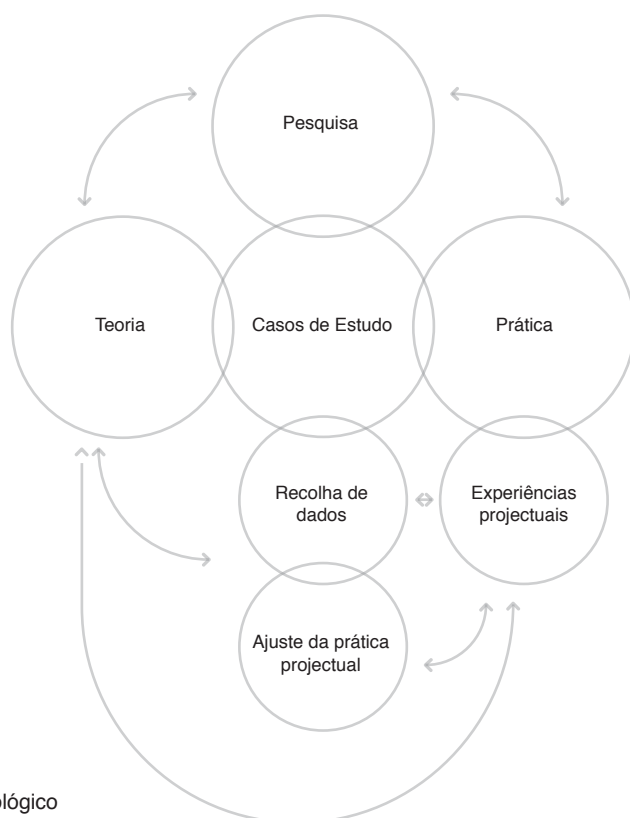 Pesquisa
Teoria
Casos de Estudo
Prática
Recolha de
dados
Experiências
projectuais
Ajuste da prática
projectual
ológico